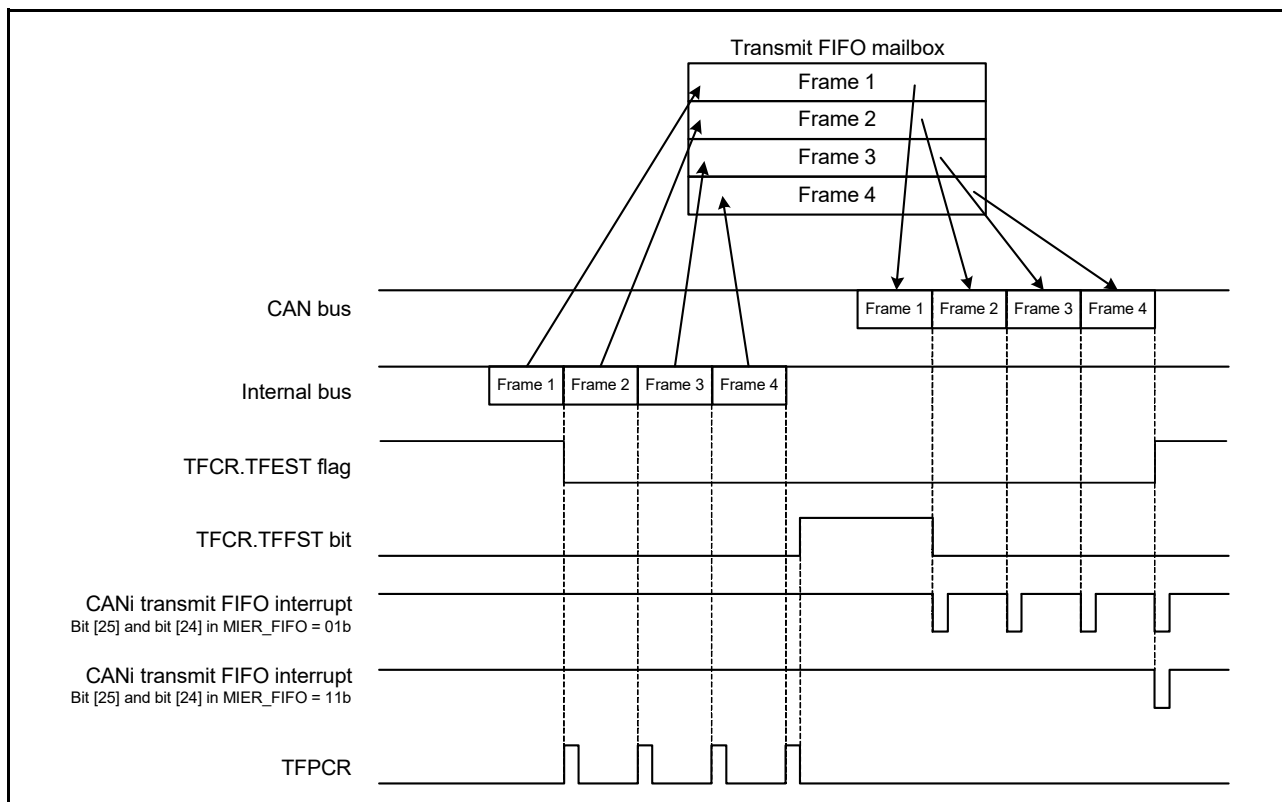 Transmit FIFO mailbox
Frame 1
Frame 2
Frame 3
Frame 4
CAN bus
Frame 1 Frame 2 Frame 3 Frame 4
Internal bus
Frame 1 Frame 2 Frame 3 Frame 4
TFCR.TFEST flag
TFCR.TFFST bit
CANi transmit FIFO interrupt
Bit [25] and bit [24] in MIER_FIFO = 01b
CANi transmit FIFO interrupt
Bit [25] and bit [24] in MIER_FIFO = 11b
TFPCR